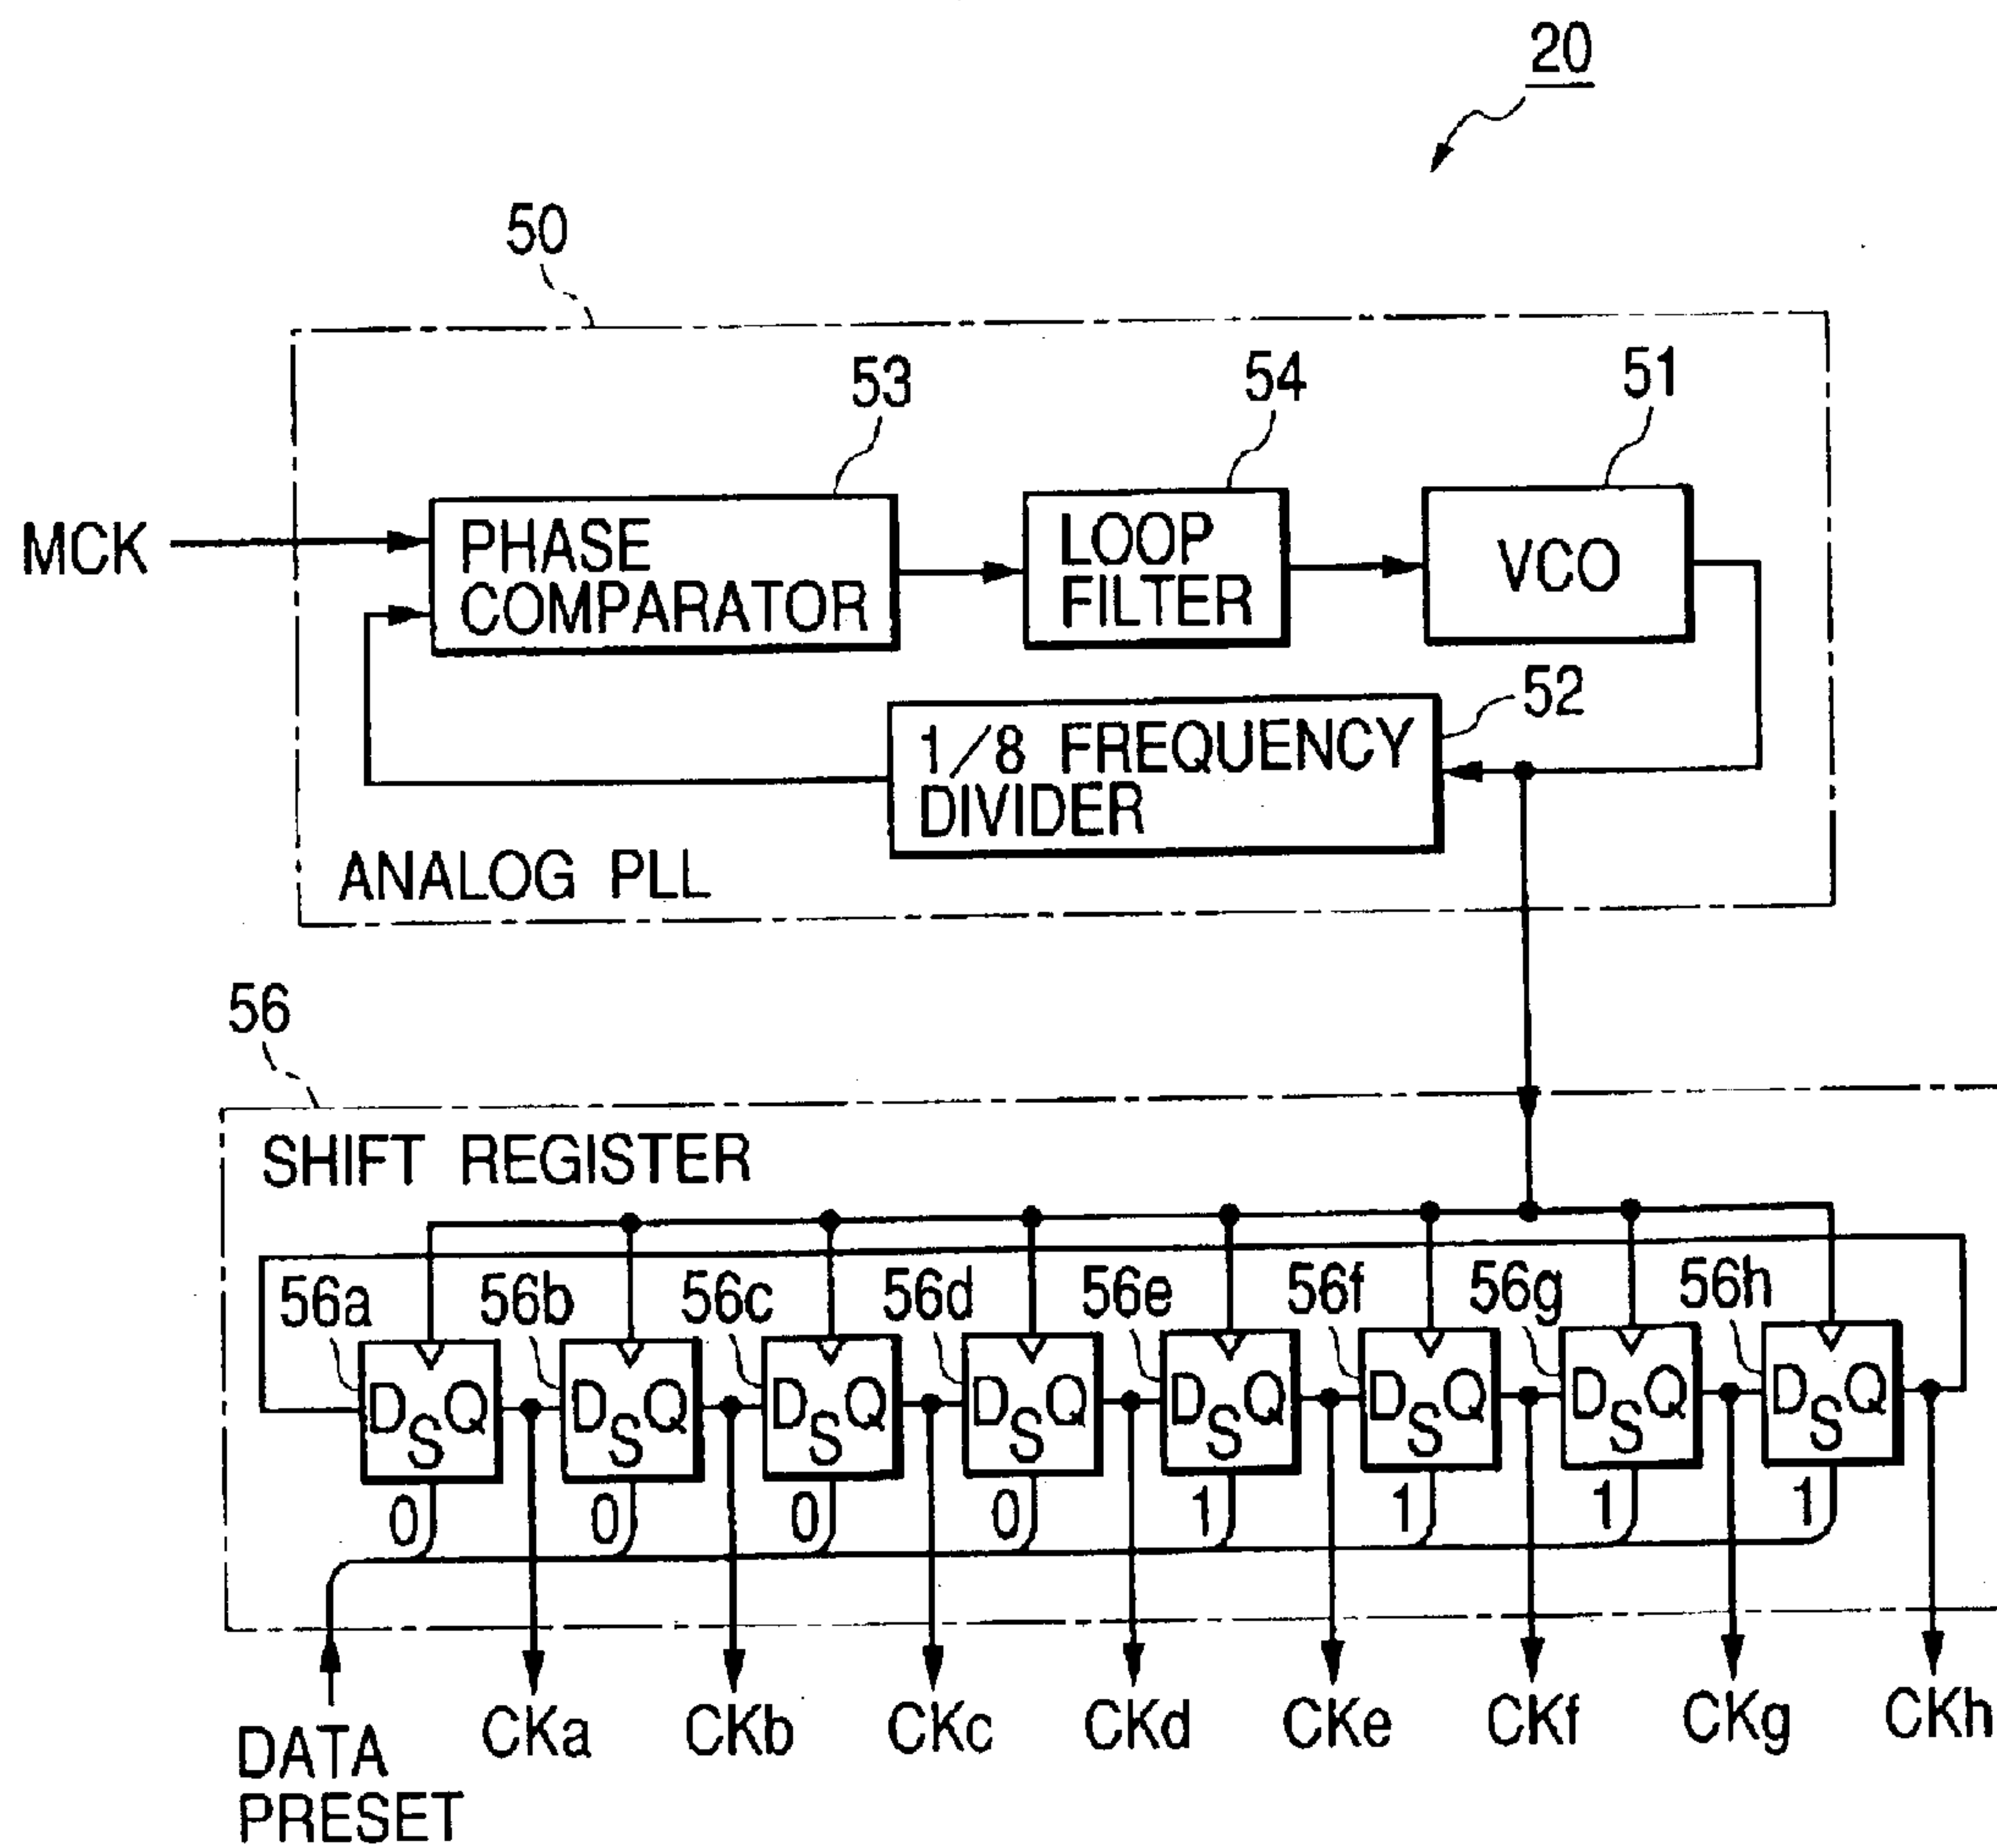 20
50
53
54
51
MCK
PHASE
COMPARATOR
LOOP
FILTER
VCO
52
1/8 FREQUENCY
DIVIDER
ANALOG PLL
56
SHIFT REGISTER
56a
56b
56c
56d
56e
56f
56g
56h
D S Q
D S Q
D S Q
D S Q
D S Q
D S Q
D S Q
D S Q
0
0
0
0
1
1
1
1
CKa
CKb
CKc
CKd
CKe
CKf
CKg
CKh
DATA
PRESET